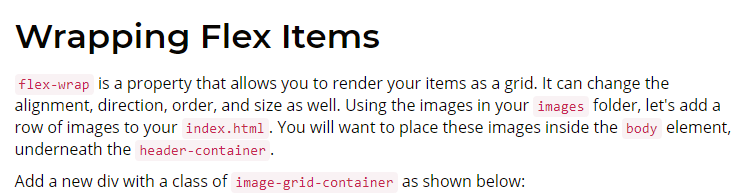 Wrapping Flex Items
flex-wrap is a property that allows you to render your items as a grid. It can change the
alignment, direction, order, and size as well. Using the images in your images folder, let's add a
row of images to your index.html. You will want to place these images inside the body element,
underneath the header-container.
Add a new div with a class of image-grid-container as shown below: